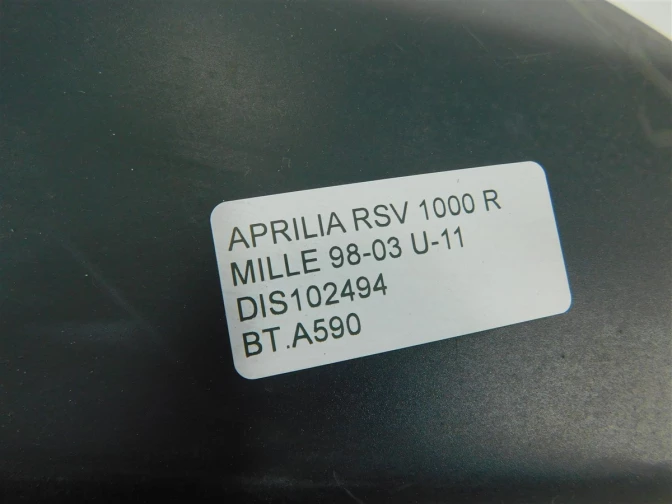 APRILIA RSV 1000 R
MILLE 98-03 U-11
DIS102494
BT.A590